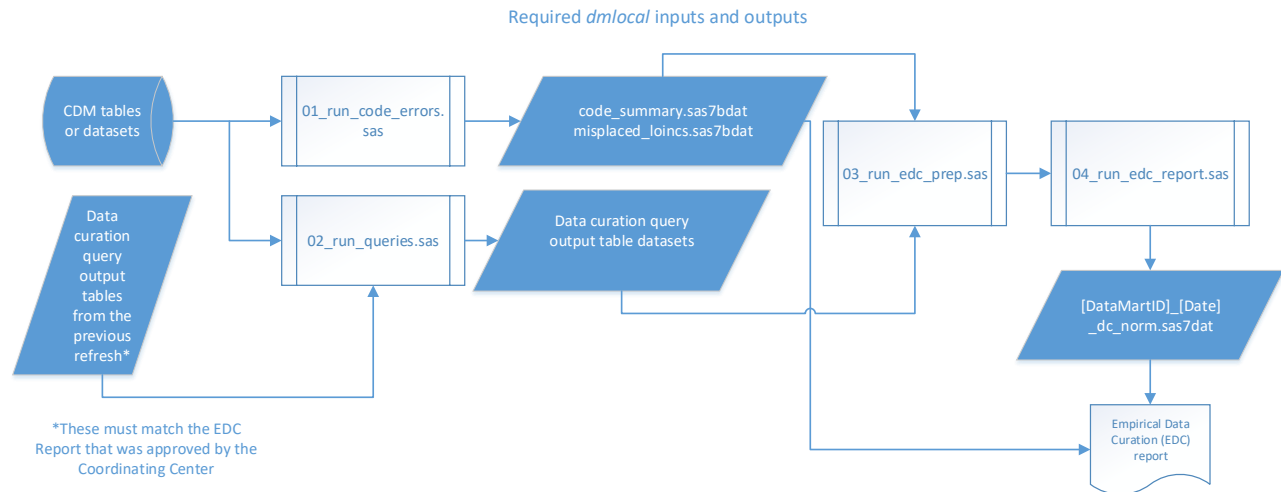 Required dmlocal inputs and outputs
CDM tables
or datasets
01_run_code_errors.
sas
code_summary.sas7bdat
misplaced_loincs.sas7bdat
03_run_edc_prep.sas
04_run_edc_report.sas
Data
curation
query
output
tables
from the
previous
refresh*
02_run_queries.sas
Data curation query
output table datasets
[DataMartID]_[Date]
_dc_norm.sas7dat
*These must match the EDC
Report that was approved by the
Coordinating Center
Empirical Data
Curation (EDC)
report